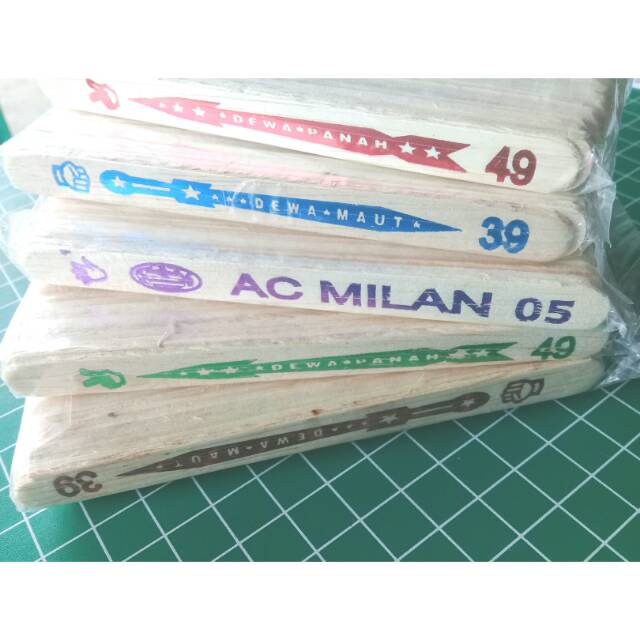 ★★★DEWA★PANAH★★ 49
★★★DEWA★MAUT★ 39
AC MILAN 05
★★★DEWA★PANAH★★★ 49
39 ★DEWA★MAUT★